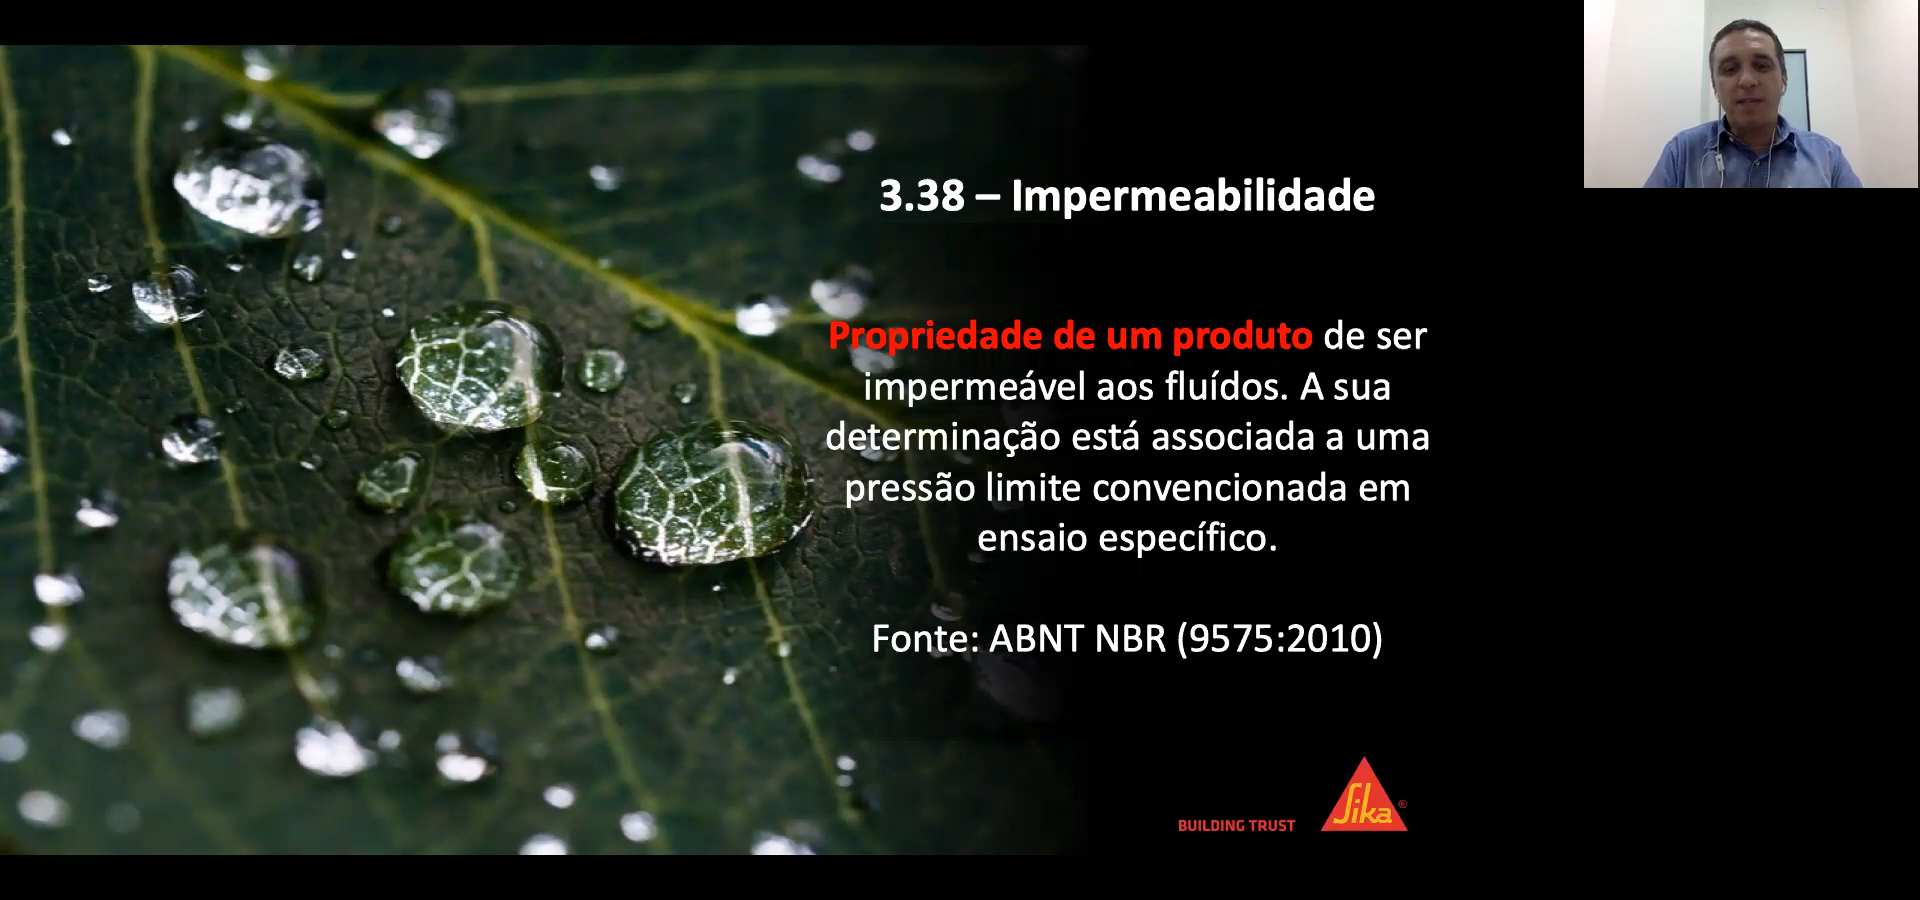 3.38 – Impermeabilidade
Propriedade de um produto de ser
impermeável aos fluídos. A sua
determinação está associada a uma
pressão limite convencionada em
ensaio específico.
Fonte: ABNT NBR (9575:2010)
BUILDING TRUST
Sika®